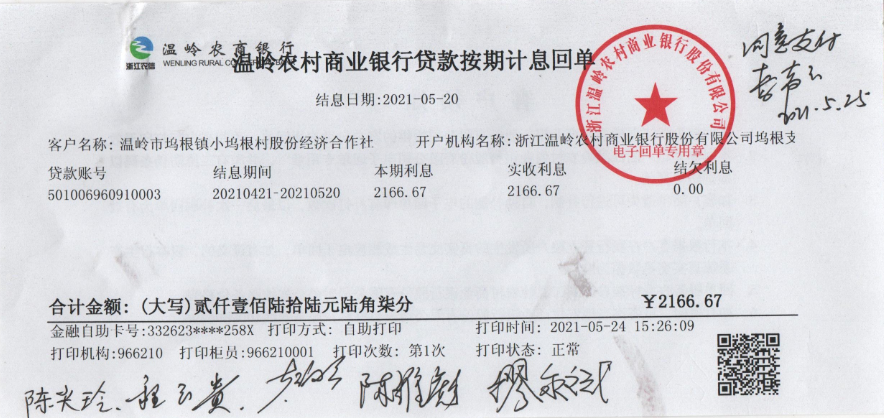 温岭农商银行
浙江农信 WENLING RURAL COMMERCIAL BANK
温岭农村商业银行贷款按期计息回单
结息日期:2021-05-20
浙江温岭农村商业银行股份有限公司
电子回单专用章
同意支付
2021.5.25
客户名称: 温岭市坞根镇小坞根村股份经济合作社 开户机构名称: 浙江温岭农村商业银行股份有限公司坞根支
贷款账号 结息期间 本期利息 实收利息 结欠利息
501006960910003 20210421-20210520 2166.67 2166.67 0.00
合计金额: (大写)贰仟壹佰陆拾陆元陆角柒分 ¥2166.67
金融自助卡号:332623****258X 打印方式: 自助打印 打印时间: 2021-05-24 15:26:09
打印机构:966210 打印柜员:966210001 打印次数: 第1次 打印状态: 正常